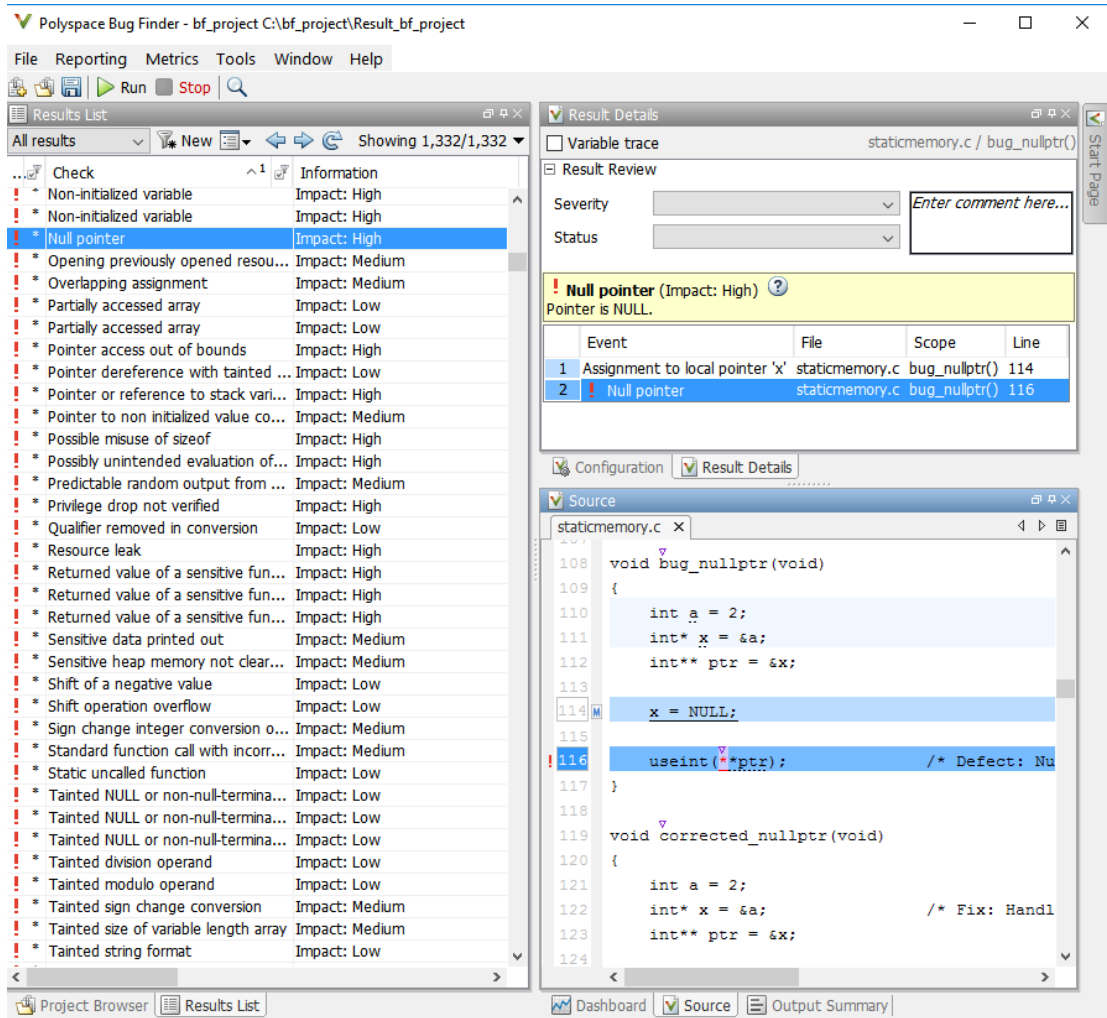 Polyspace Bug Finder - bf_project C:\bf_project\Result_bf_project
File Reporting Metrics Tools Window Help
Run Stop
Results List
All results New Showing 1,332/1,332
... Check 1 Information
! * Non-initialized variable Impact: High
! * Non-initialized variable Impact: High
! * Null pointer Impact: High
! * Opening previously opened resou... Impact: Medium
! * Overlapping assignment Impact: Medium
! * Partially accessed array Impact: Low
! * Partially accessed array Impact: Low
! * Pointer access out of bounds Impact: High
! * Pointer dereference with tainted ... Impact: Low
! * Pointer or reference to stack vari... Impact: High
! * Pointer to non initialized value co... Impact: Medium
! * Possible misuse of sizeof Impact: High
! * Possibly unintended evaluation of... Impact: High
! * Predictable random output from ... Impact: Medium
! * Privilege drop not verified Impact: High
! * Qualifier removed in conversion Impact: Low
! * Resource leak Impact: High
! * Returned value of a sensitive fun... Impact: High
! * Returned value of a sensitive fun... Impact: High
! * Returned value of a sensitive fun... Impact: High
! * Sensitive data printed out Impact: Medium
! * Sensitive heap memory not clear... Impact: Medium
! * Shift of a negative value Impact: Low
! * Shift operation overflow Impact: Low
! * Sign change integer conversion o... Impact: Medium
! * Standard function call with incorr... Impact: Medium
! * Static uncalled function Impact: Low
! * Tainted NULL or non-null-termina... Impact: Low
! * Tainted NULL or non-null-termina... Impact: Low
! * Tainted NULL or non-null-termina... Impact: Low
! * Tainted division operand Impact: Low
! * Tainted modulo operand Impact: Low
! * Tainted sign change conversion Impact: Medium
! * Tainted size of variable length array Impact: Medium
! * Tainted string format Impact: Low
Project Browser Results List
Result Details
Variable trace staticmemory.c / bug_nullptr()
Result Review
Severity Enter comment here...
Status
! Null pointer (Impact: High) ?
Pointer is NULL.
Event File Scope Line
1 Assignment to local pointer 'x' staticmemory.c bug_nullptr() 114
2 ! Null pointer staticmemory.c bug_nullptr() 116
Configuration Result Details
Source
staticmemory.c
107
108 void bug_nullptr(void)
109 {
110 int a = 2;
111 int* x = &a;
112 int** ptr = &x;
113
114 M x = NULL;
115
! 116 useint(**ptr); /* Defect: Nu
117 }
118
119 void corrected_nullptr(void)
120 {
121 int a = 2;
122 int* x = &a; /* Fix: Handl
123 int** ptr = &x;
124
Dashboard Source Output Summary
Start Page